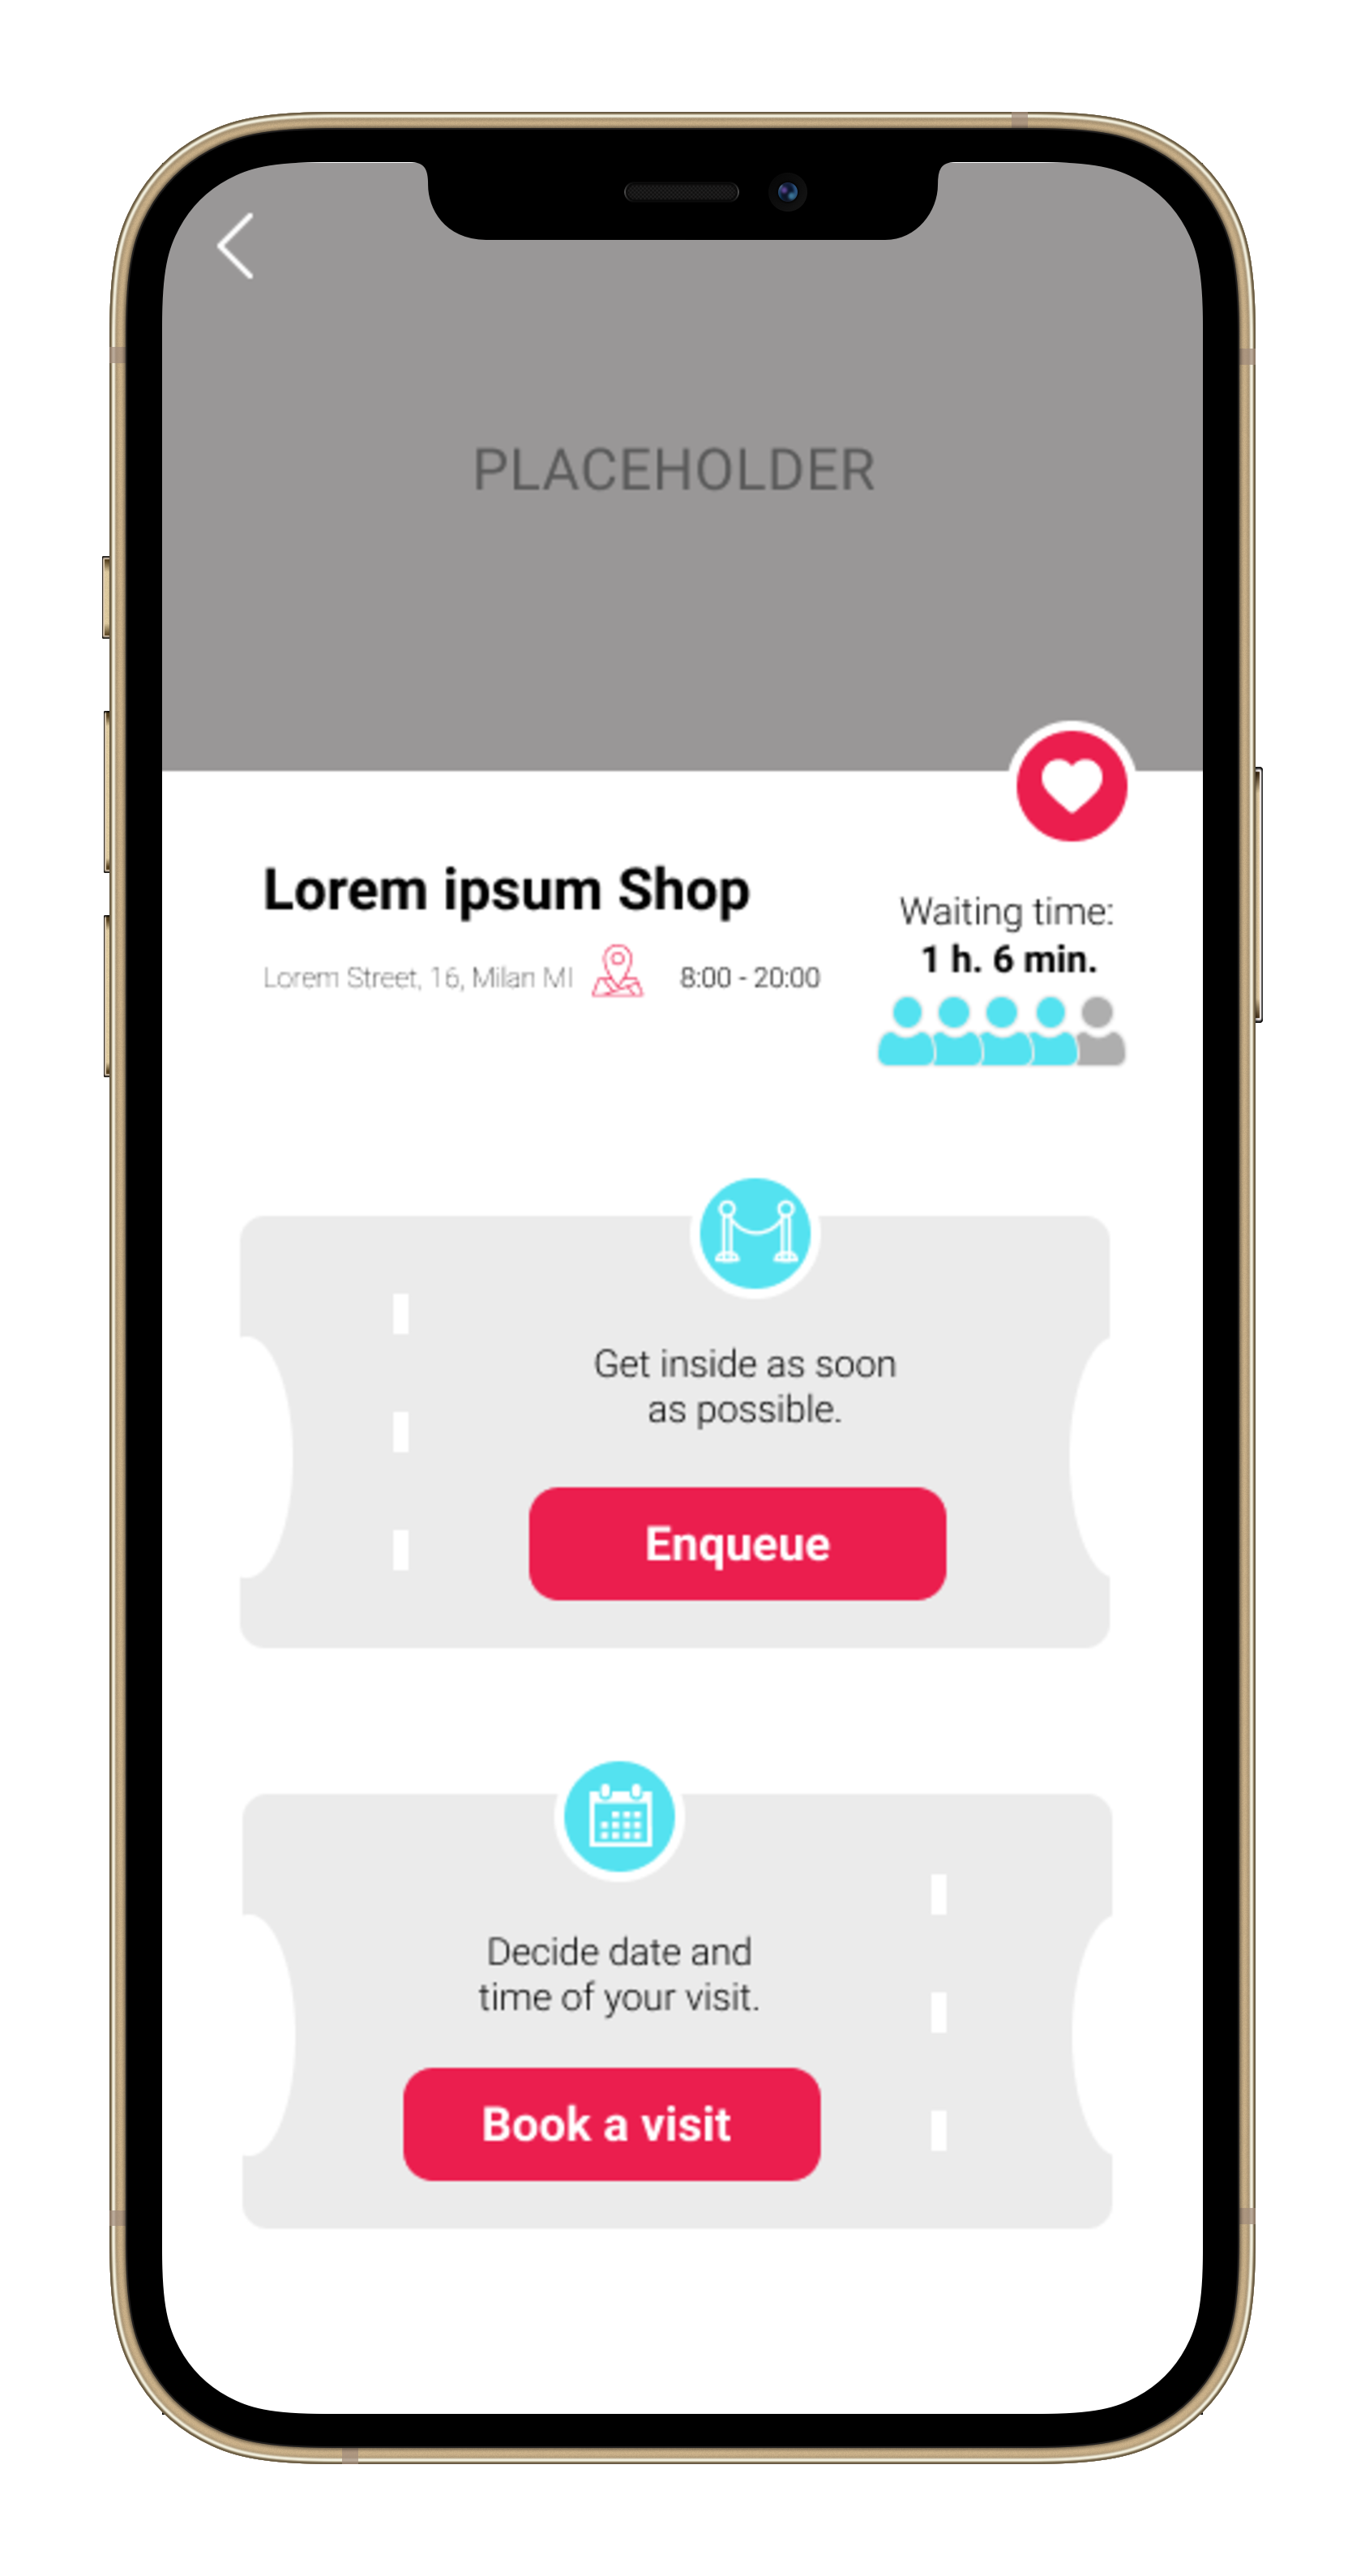 PLACEHOLDER
Lorem ipsum Shop
Lorem Street, 16, Milan MI
8:00 - 20:00
Waiting time:
1 h. 6 min.
Get inside as soon
as possible.
Enqueue
Decide date and
time of your visit.
Book a visit